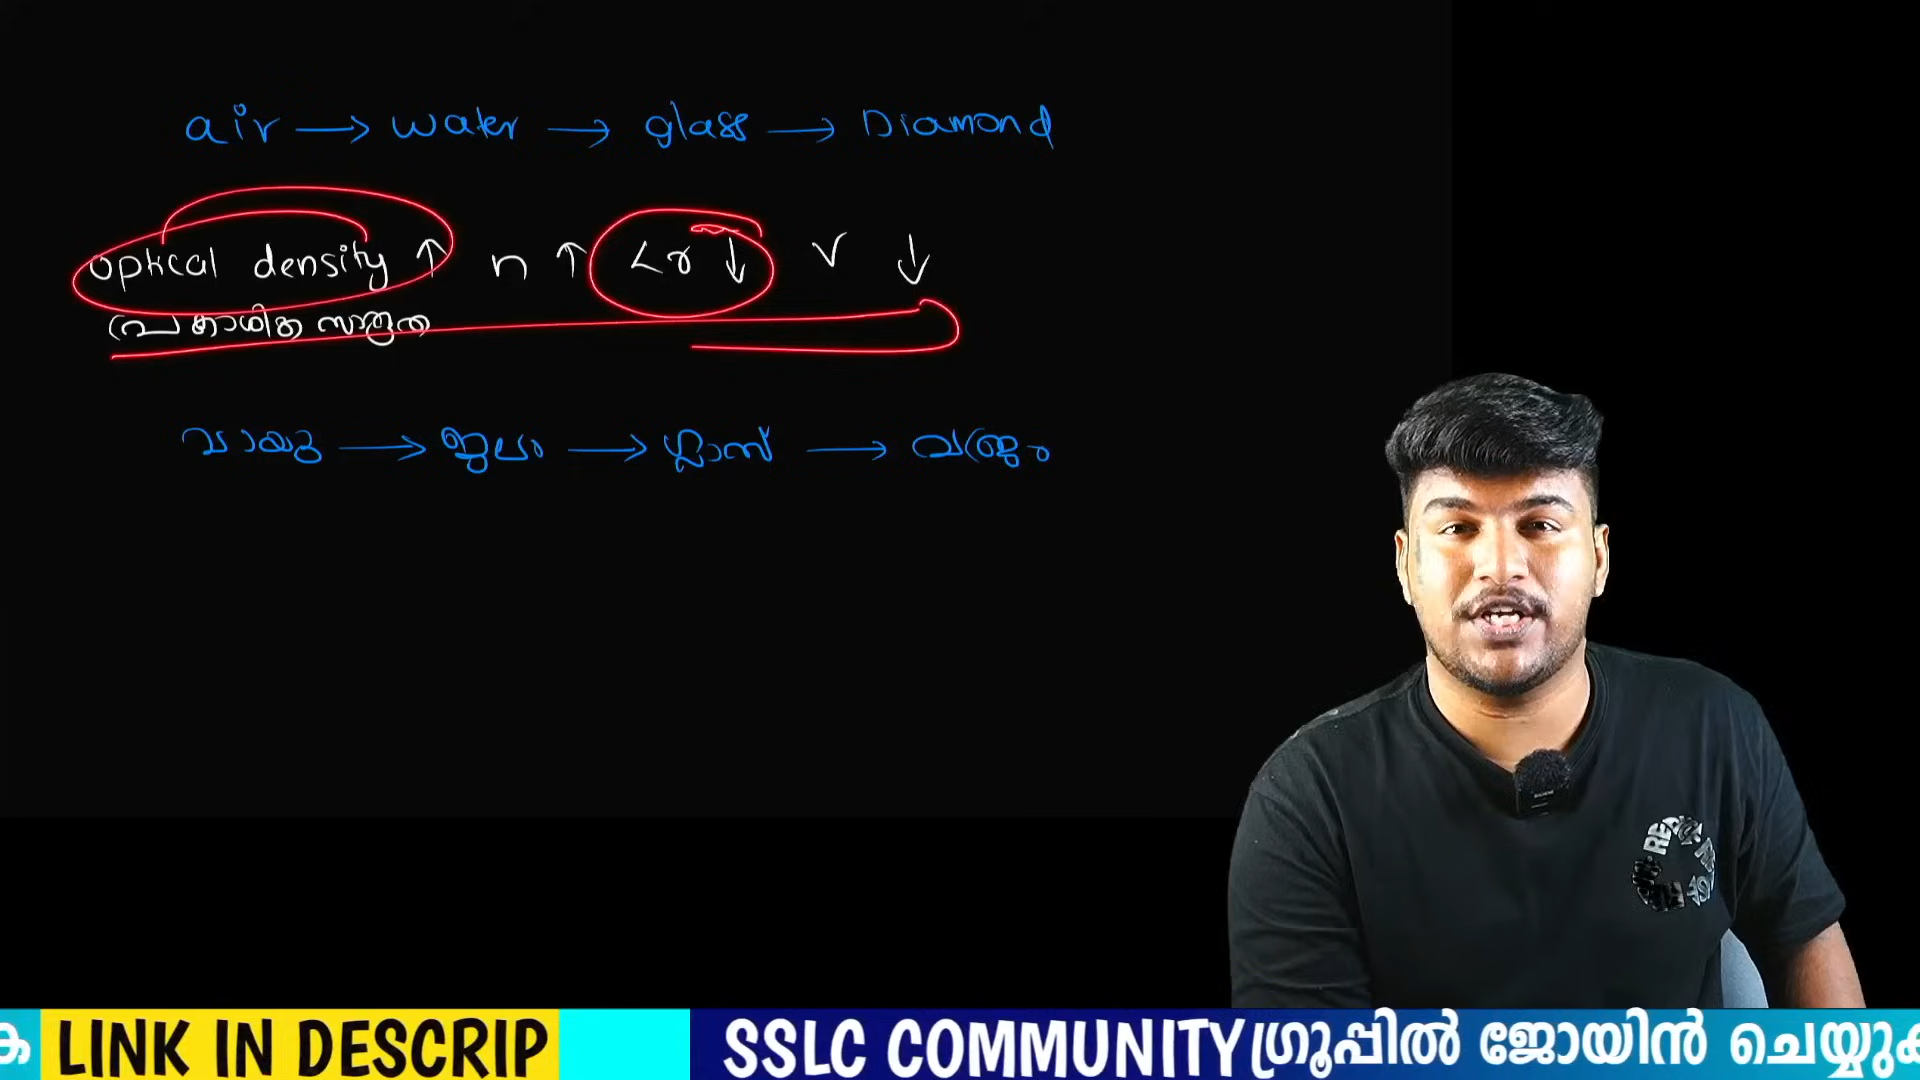 air → water → glass → Diamond
optical density ↑ n ↑ <r ↓ v ↓
പ്രകാശിക സാന്ദ്രത
വായു → ജലം → ഗ്ലാസ് → വജ്രം
LINK IN DESCRIP SSLC COMMUNITY ഗ്രൂപ്പിൽ ജോയിൻ ചെയ്യുക